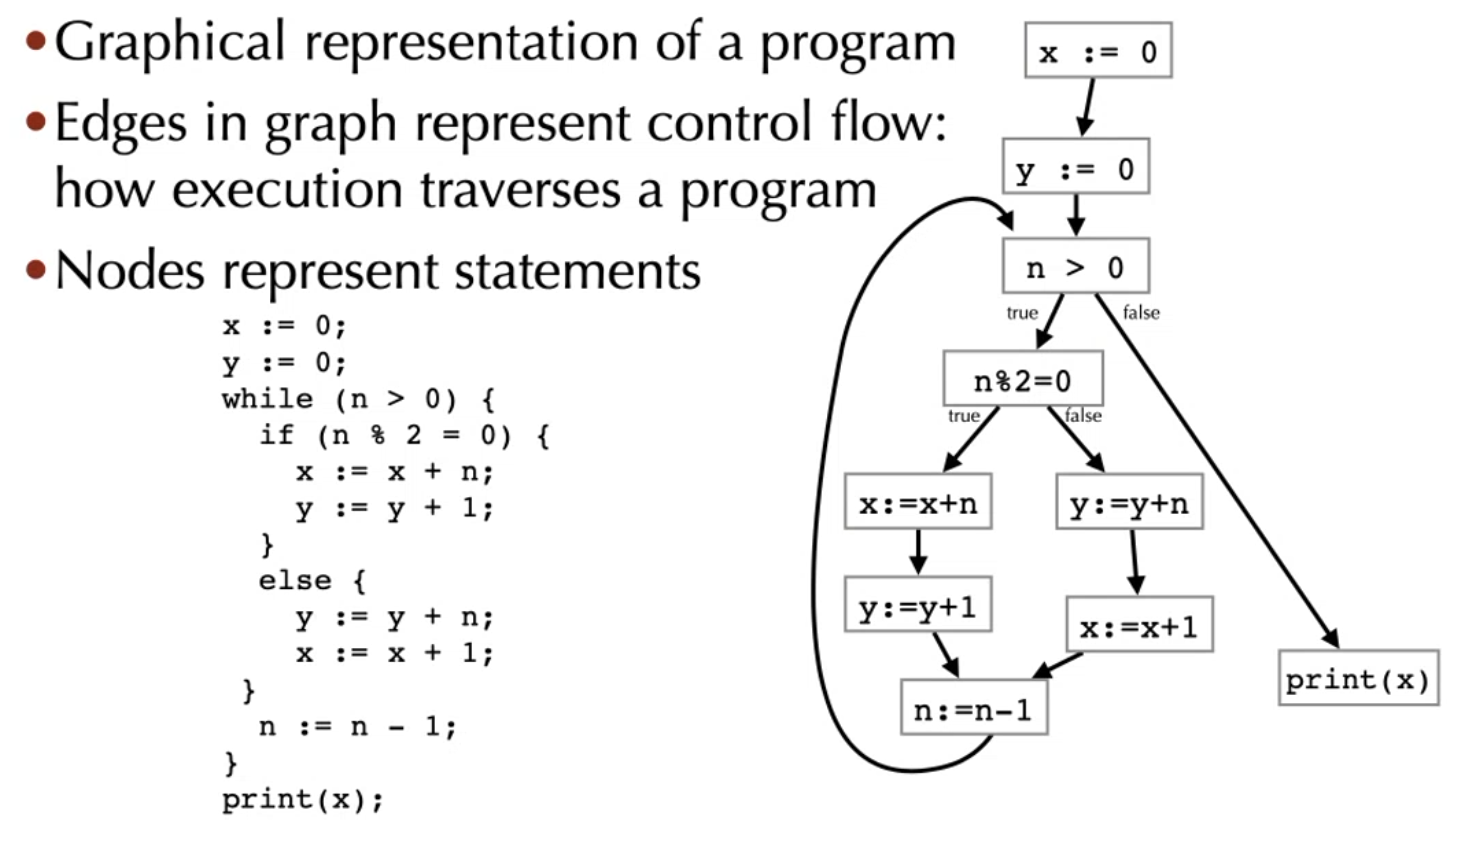 •Graphical representation of a program
•Edges in graph represent control flow:
how execution traverses a program
•Nodes represent statements
x := 0;
y := 0;
while (n > 0) {
if (n % 2 = 0) {
x := x + n;
y := y + 1;
}
else {
y := y + n;
x := x + 1;
}
n := n - 1;
}
print(x);
x := 0
y := 0
n > 0
true
false
n%2=0
true
false
x:=x+n
y:=y+n
y:=y+1
x:=x+1
n:=n-1
print(x)